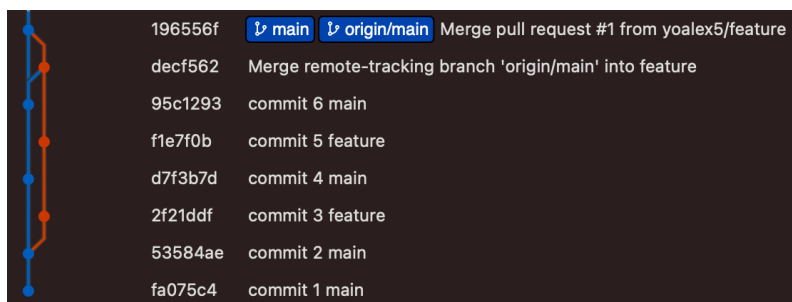 196556f main origin/main Merge pull request #1 from yoalex5/feature
decf562 Merge remote-tracking branch 'origin/main' into feature
95c1293 commit 6 main
f1e7f0b commit 5 feature
d7f3b7d commit 4 main
2f21ddf commit 3 feature
53584ae commit 2 main
fa075c4 commit 1 main